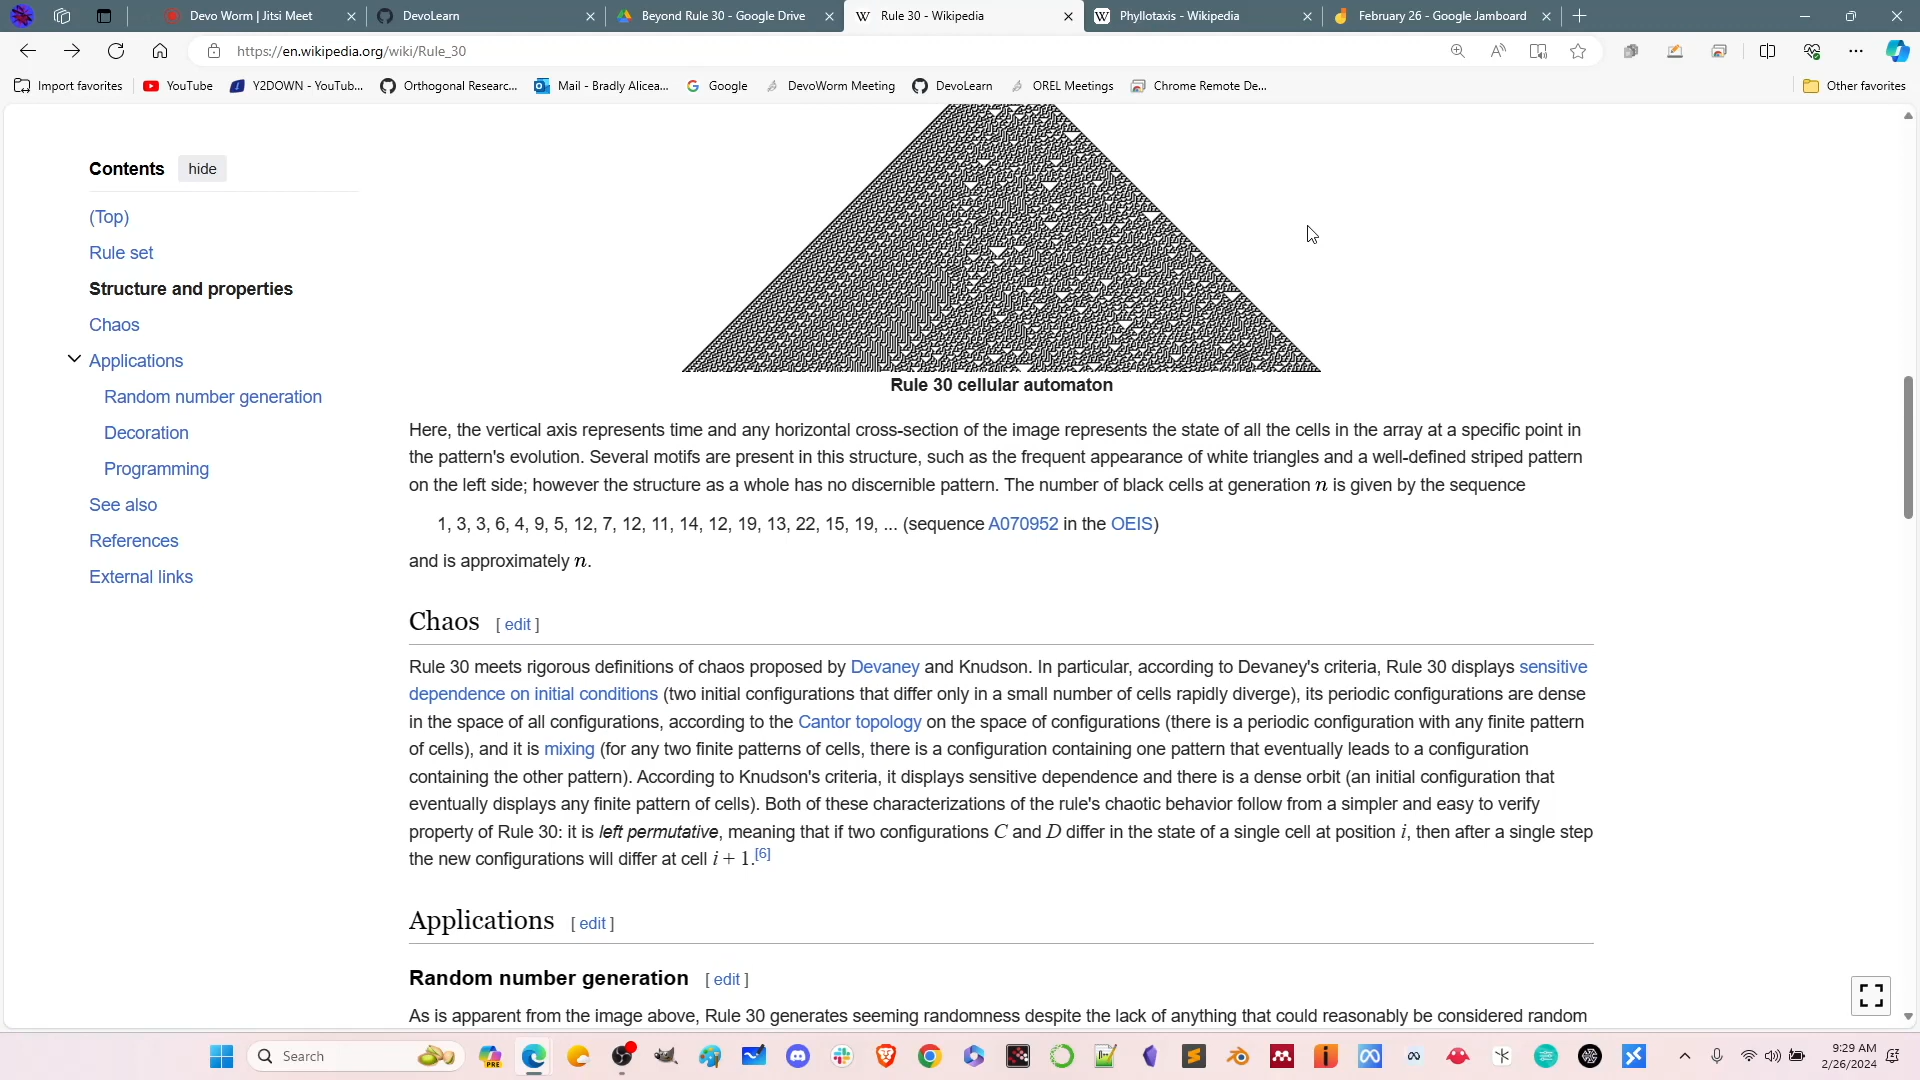 Devo Worm | Jitsi Meet
DevoLearn
Beyond Rule 30 - Google Drive
W Rule 30 - Wikipedia
W Phyllotaxis - Wikipedia
February 26 - Google Jamboard
https://en.wikipedia.org/wiki/Rule_30
Import favorites
YouTube
Y2DOWN - YouTub...
Orthogonal Researc...
Mail - Bradly Alicea...
Google
DevoWorm Meeting
DevoLearn
OREL Meetings
Chrome Remote De...
Other favorites
Contents hide
(Top)
Rule set
Structure and properties
Chaos
Applications
Random number generation
Decoration
Programming
See also
References
External links
Rule 30 cellular automaton
Here, the vertical axis represents time and any horizontal cross-section of the image represents the state of all the cells in the array at a specific point in
the pattern's evolution. Several motifs are present in this structure, such as the frequent appearance of white triangles and a well-defined striped pattern
on the left side; however the structure as a whole has no discernible pattern. The number of black cells at generation n is given by the sequence
1, 3, 3, 6, 4, 9, 5, 12, 7, 12, 11, 14, 12, 19, 13, 22, 15, 19, ... (sequence A070952 in the OEIS)
and is approximately n.
Chaos [ edit ]
Rule 30 meets rigorous definitions of chaos proposed by Devaney and Knudson. In particular, according to Devaney's criteria, Rule 30 displays sensitive
dependence on initial conditions (two initial configurations that differ only in a small number of cells rapidly diverge), its periodic configurations are dense
in the space of all configurations, according to the Cantor topology on the space of configurations (there is a periodic configuration with any finite pattern
of cells), and it is mixing (for any two finite patterns of cells, there is a configuration containing one pattern that eventually leads to a configuration
containing the other pattern). According to Knudson's criteria, it displays sensitive dependence and there is a dense orbit (an initial configuration that
eventually displays any finite pattern of cells). Both of these characterizations of the rule's chaotic behavior follow from a simpler and easy to verify
property of Rule 30: it is left permutative, meaning that if two configurations C and D differ in the state of a single cell at position i, then after a single step
the new configurations will differ at cell i + 1.[6]
Applications [ edit ]
Random number generation [ edit ]
As is apparent from the image above, Rule 30 generates seeming randomness despite the lack of anything that could reasonably be considered random
Search
PRE
9:29 AM
2/26/2024